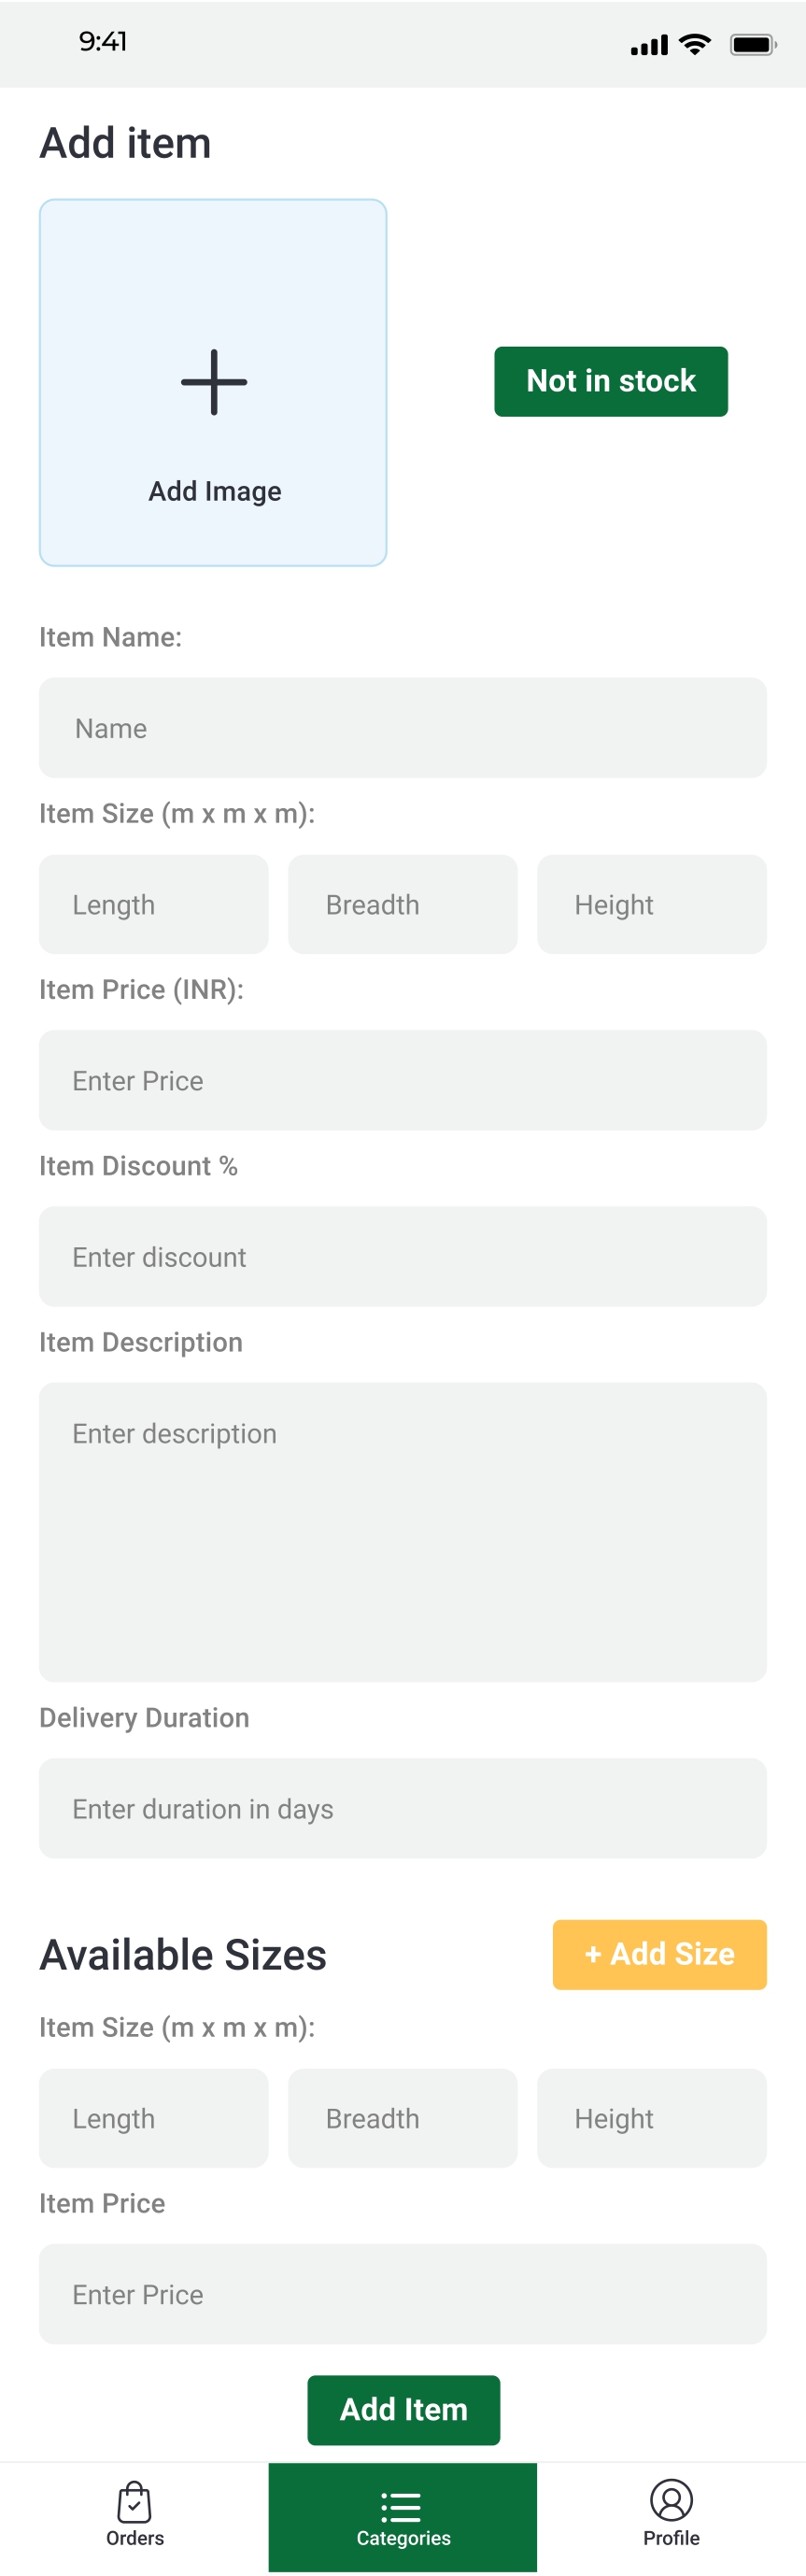 9:41
Add item
Not in stock
Add Image
Item Name:
Name
Item Size (m x m x m):
Length Breadth Height
Item Price (INR):
Enter Price
Item Discount %
Enter discount
Item Description
Enter description
Delivery Duration
Enter duration in days
Available Sizes + Add Size
Item Size (m x m x m):
Length Breadth Height
Item Price
Enter Price
Add Item
Orders Categories Profile